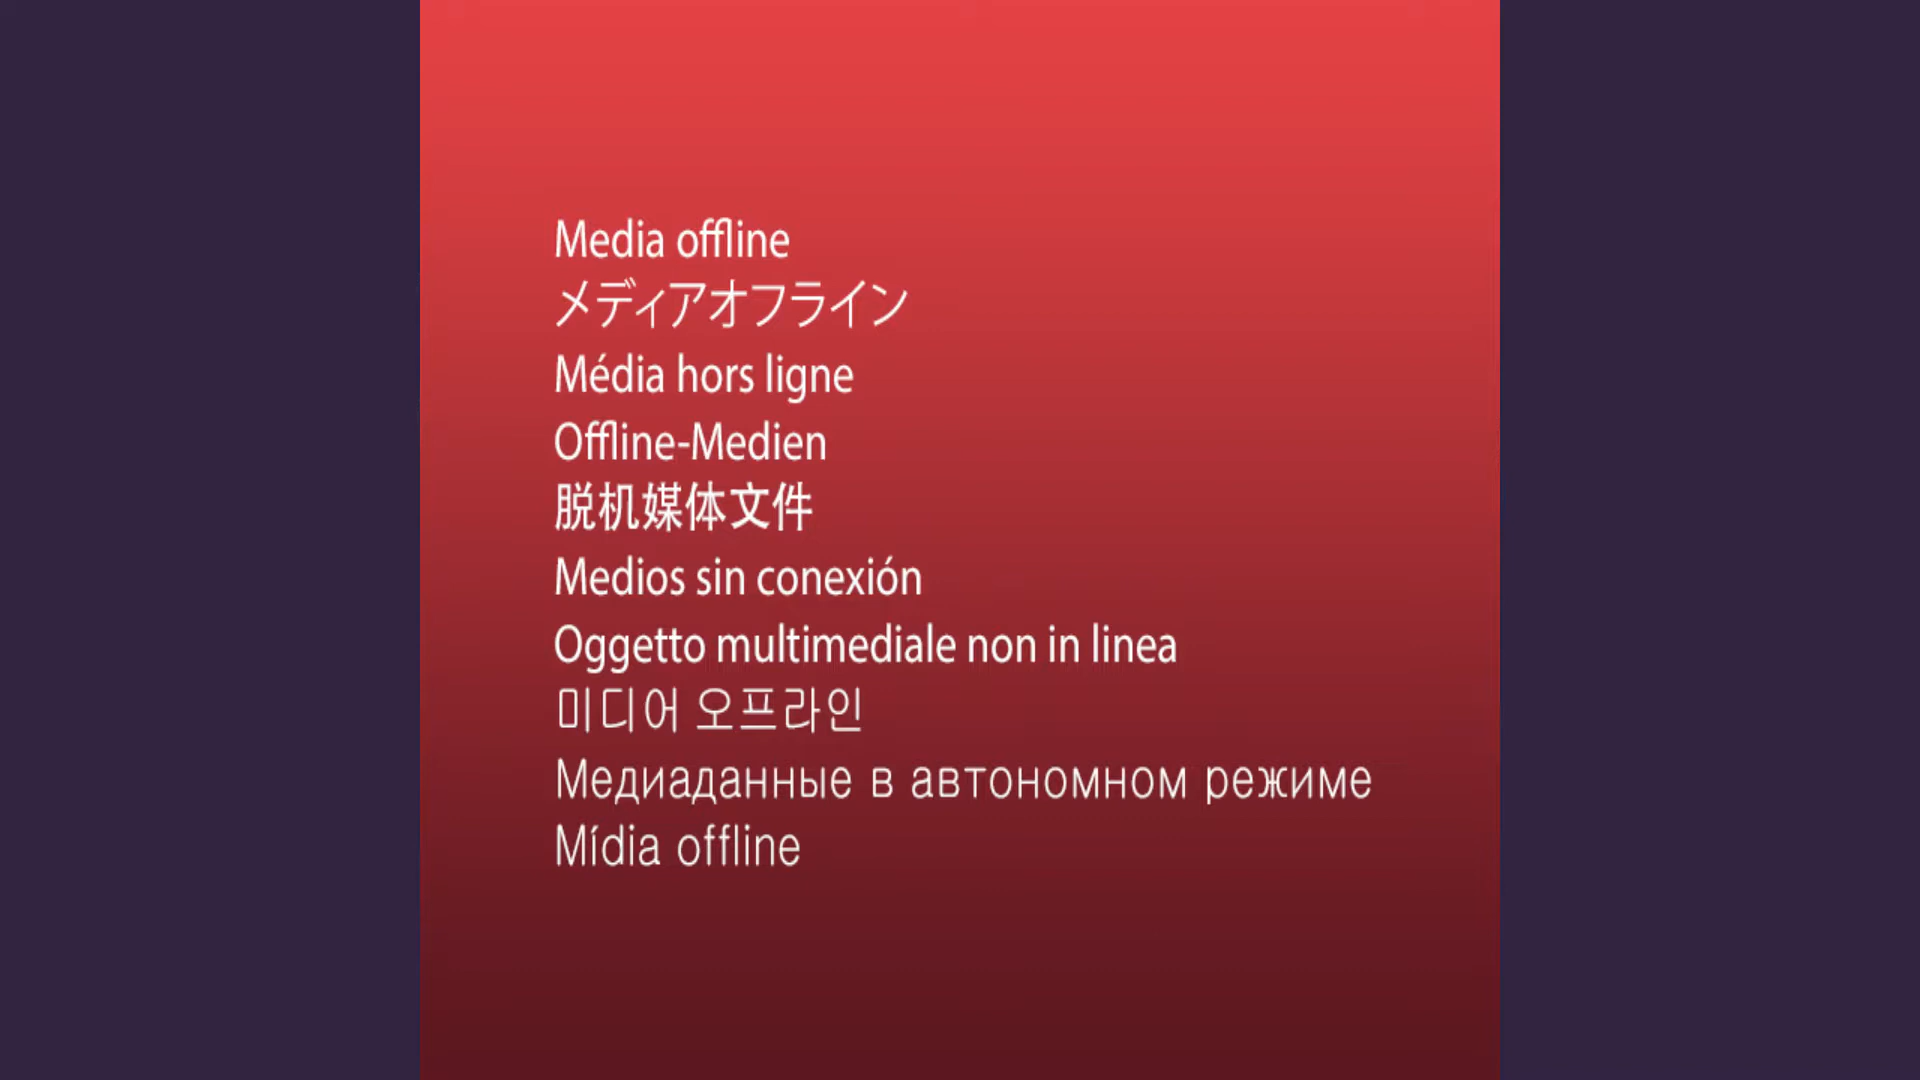 Media offline
メディアオフライン
Média hors ligne
Offline-Medien
脱机媒体文件
Medios sin conexión
Oggetto multimediale non in linea
미디어 오프라인
Медиаданные в автономном режиме
Mídia offline